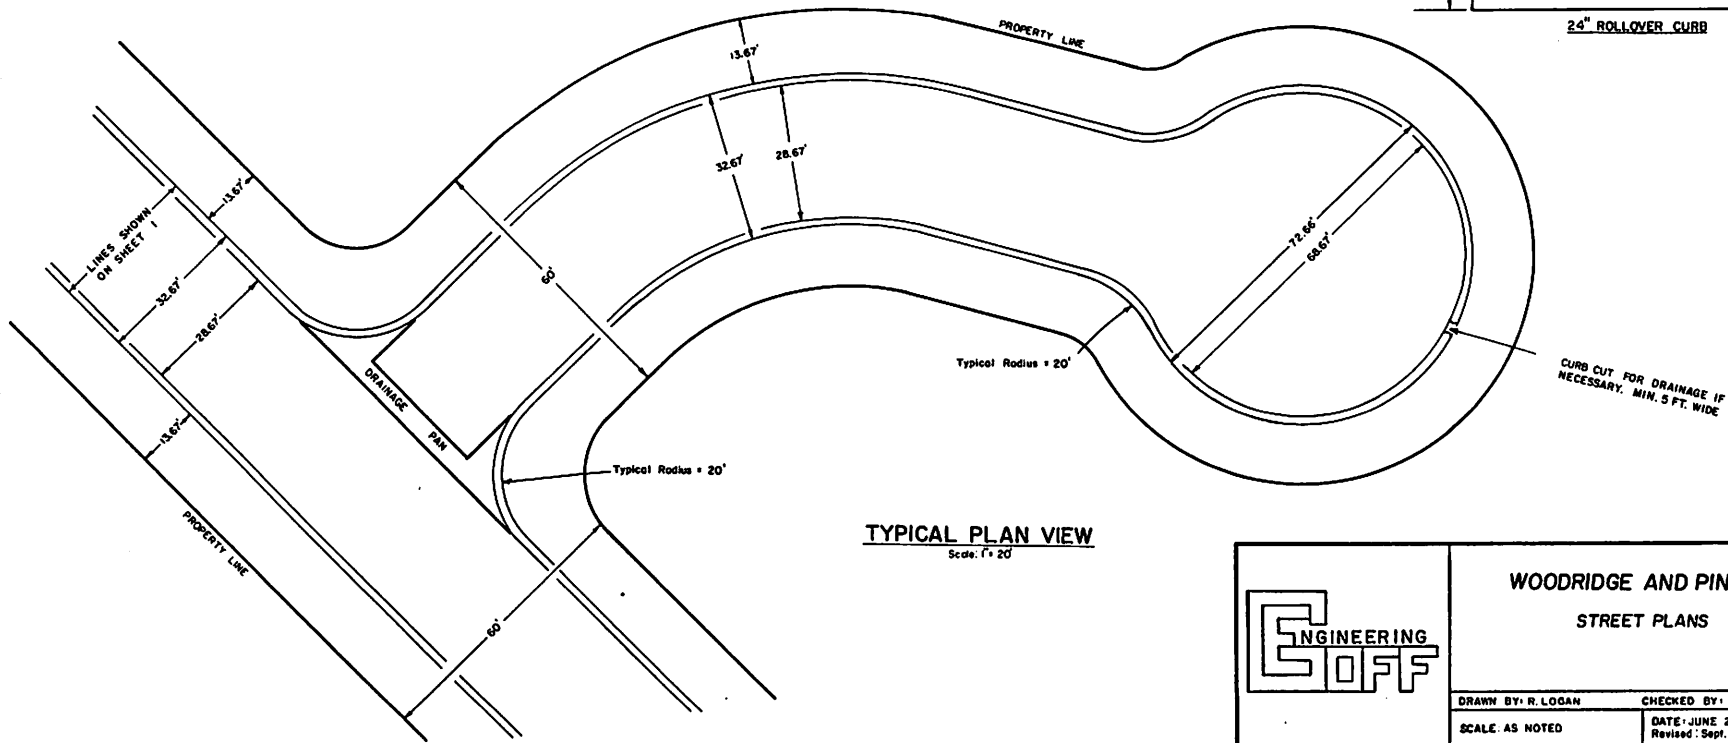 24" ROLLOVER CURB
PROPERTY LINE
13.67'
32.67'
28.67'
13.67'
LINES SHOWN
ON SHEET 1
32.67'
28.67'
60'
72.66'
68.67'
DRAINAGE PAN
13.67'
Typical Radius = 20'
CURB CUT FOR DRAINAGE IF
NECESSARY. MIN. 5 FT. WIDE
Typical Radius = 20'
PROPERTY LINE
60'
TYPICAL PLAN VIEW
Scale: 1" = 20'
ENGINEERING
GOFF
WOODRIDGE AND PIN
STREET PLANS
DRAWN BY: R. LOGAN
CHECKED BY:
SCALE: AS NOTED
DATE: JUNE 2
Revised: Sept.